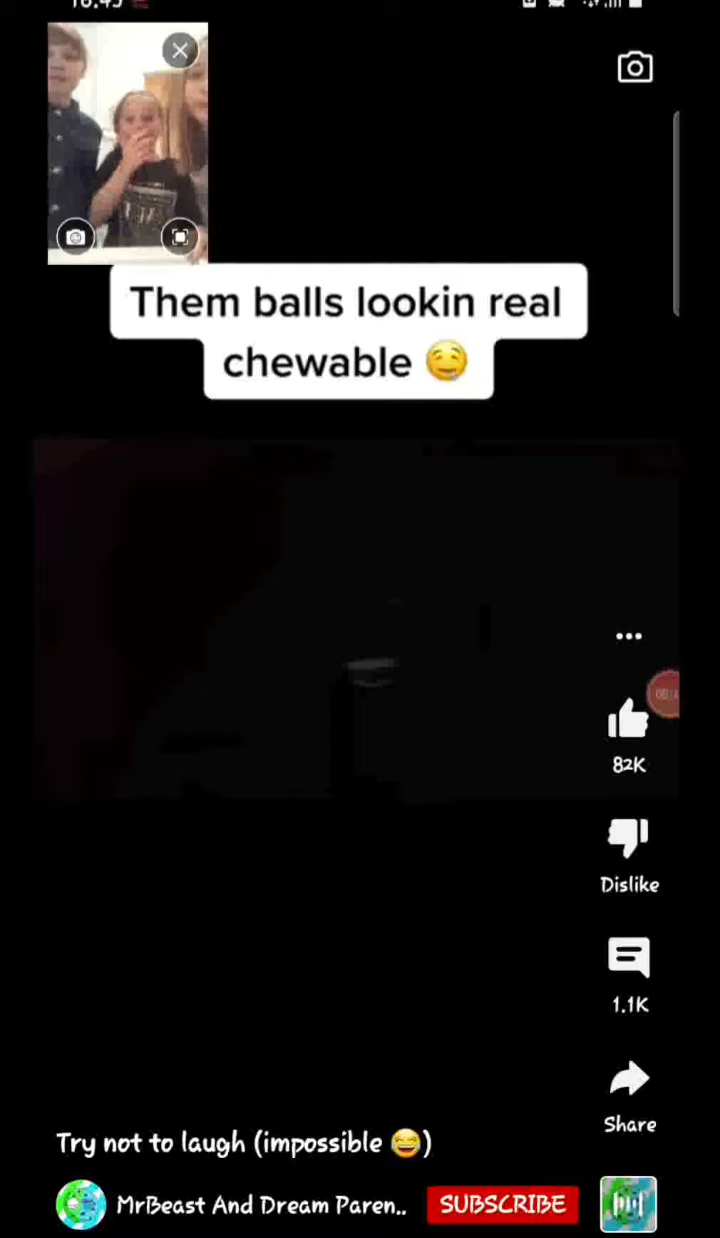 Them balls lookin real
chewable 🤤
82K
Dislike
1.1K
Share
Try not to laugh (impossible 😅)
MrBeast And Dream Paren..
SUBSCRIBE